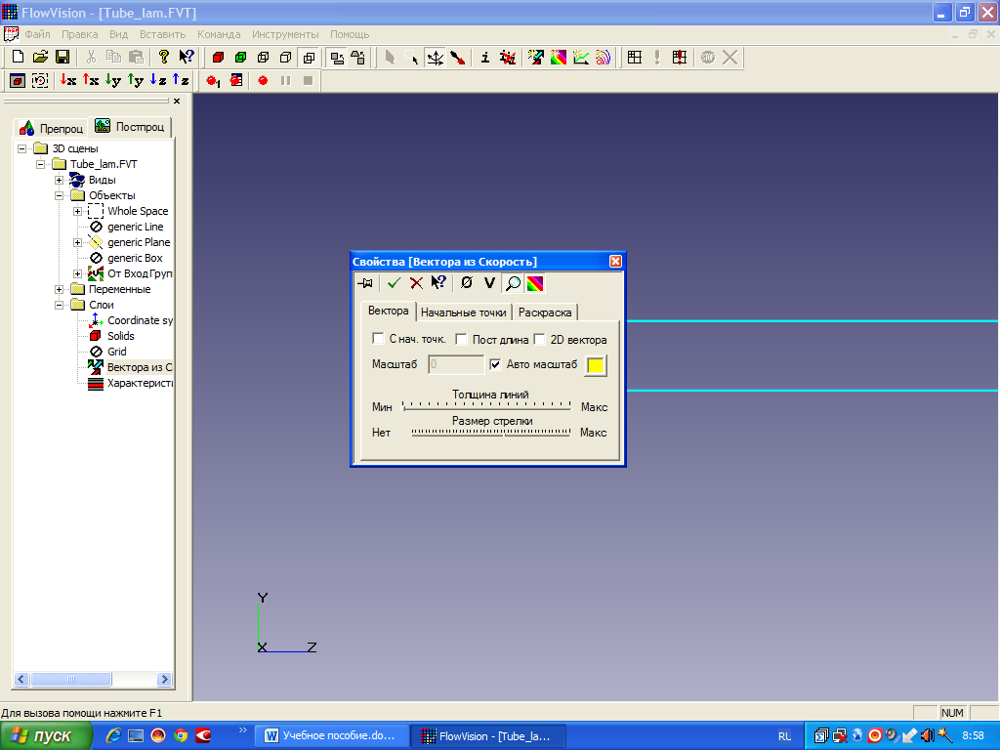 FlowVision - [Tube_lam.FVT]
Файл Правка Вид Вставить Команда Инструменты Помощь
Препроц Постпроц
3D сцены
Tube_lam.FVT
Виды
Объекты
Whole Space
generic Line
generic Plane
generic Box
От ВходГруп
Переменные
Слои
Coordinate sy
Solids
Grid
Вектора из С
Характеристи
Свойства [Вектора из Скорость]
Вектора Начальные точки Раскраска
С нач. точк. Пост длина 2D вектора
Масштаб 0 Авто масштаб
Толщина линий
Мин Макс
Размер стрелки
Нет Макс
Y
X Z
Для вызова помощи нажмите F1 NUM
пуск Учебное пособие.do... FlowVision - [Tube_la... RU 8:58